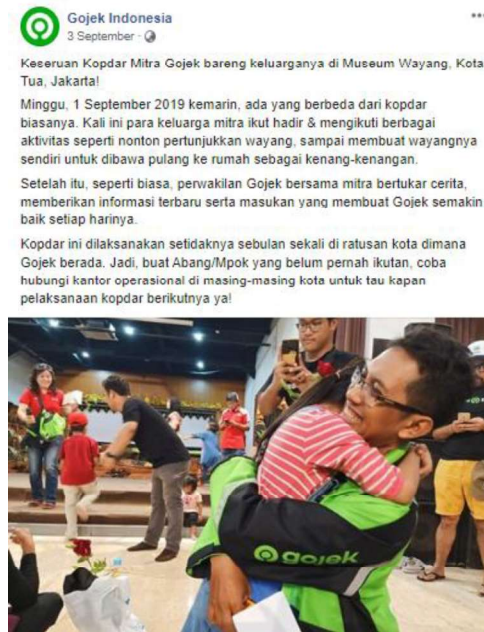 Gojek Indonesia
3 September ·
Keseruan Kopdar Mitra Gojek bareng keluarganya di Museum Wayang, Kota
Tua, Jakarta!
Minggu, 1 September 2019 kemarin, ada yang berbeda dari kopdar
biasanya. Kali ini para keluarga mitra ikut hadir & mengikuti berbagai
aktivitas seperti nonton pertunjukkan wayang, sampai membuat wayangnya
sendiri untuk dibawa pulang ke rumah sebagai kenang-kenangan.
Setelah itu, seperti biasa, perwakilan Gojek bersama mitra bertukar cerita,
memberikan informasi terbaru serta masukan yang membuat Gojek semakin
baik setiap harinya.
Kopdar ini dilaksanakan setidaknya sebulan sekali di ratusan kota dimana
Gojek berada. Jadi, buat Abang/Mpok yang belum pernah ikutan, coba
hubungi kantor operasional di masing-masing kota untuk tau kapan
pelaksanaan kopdar berikutnya ya!
gojek